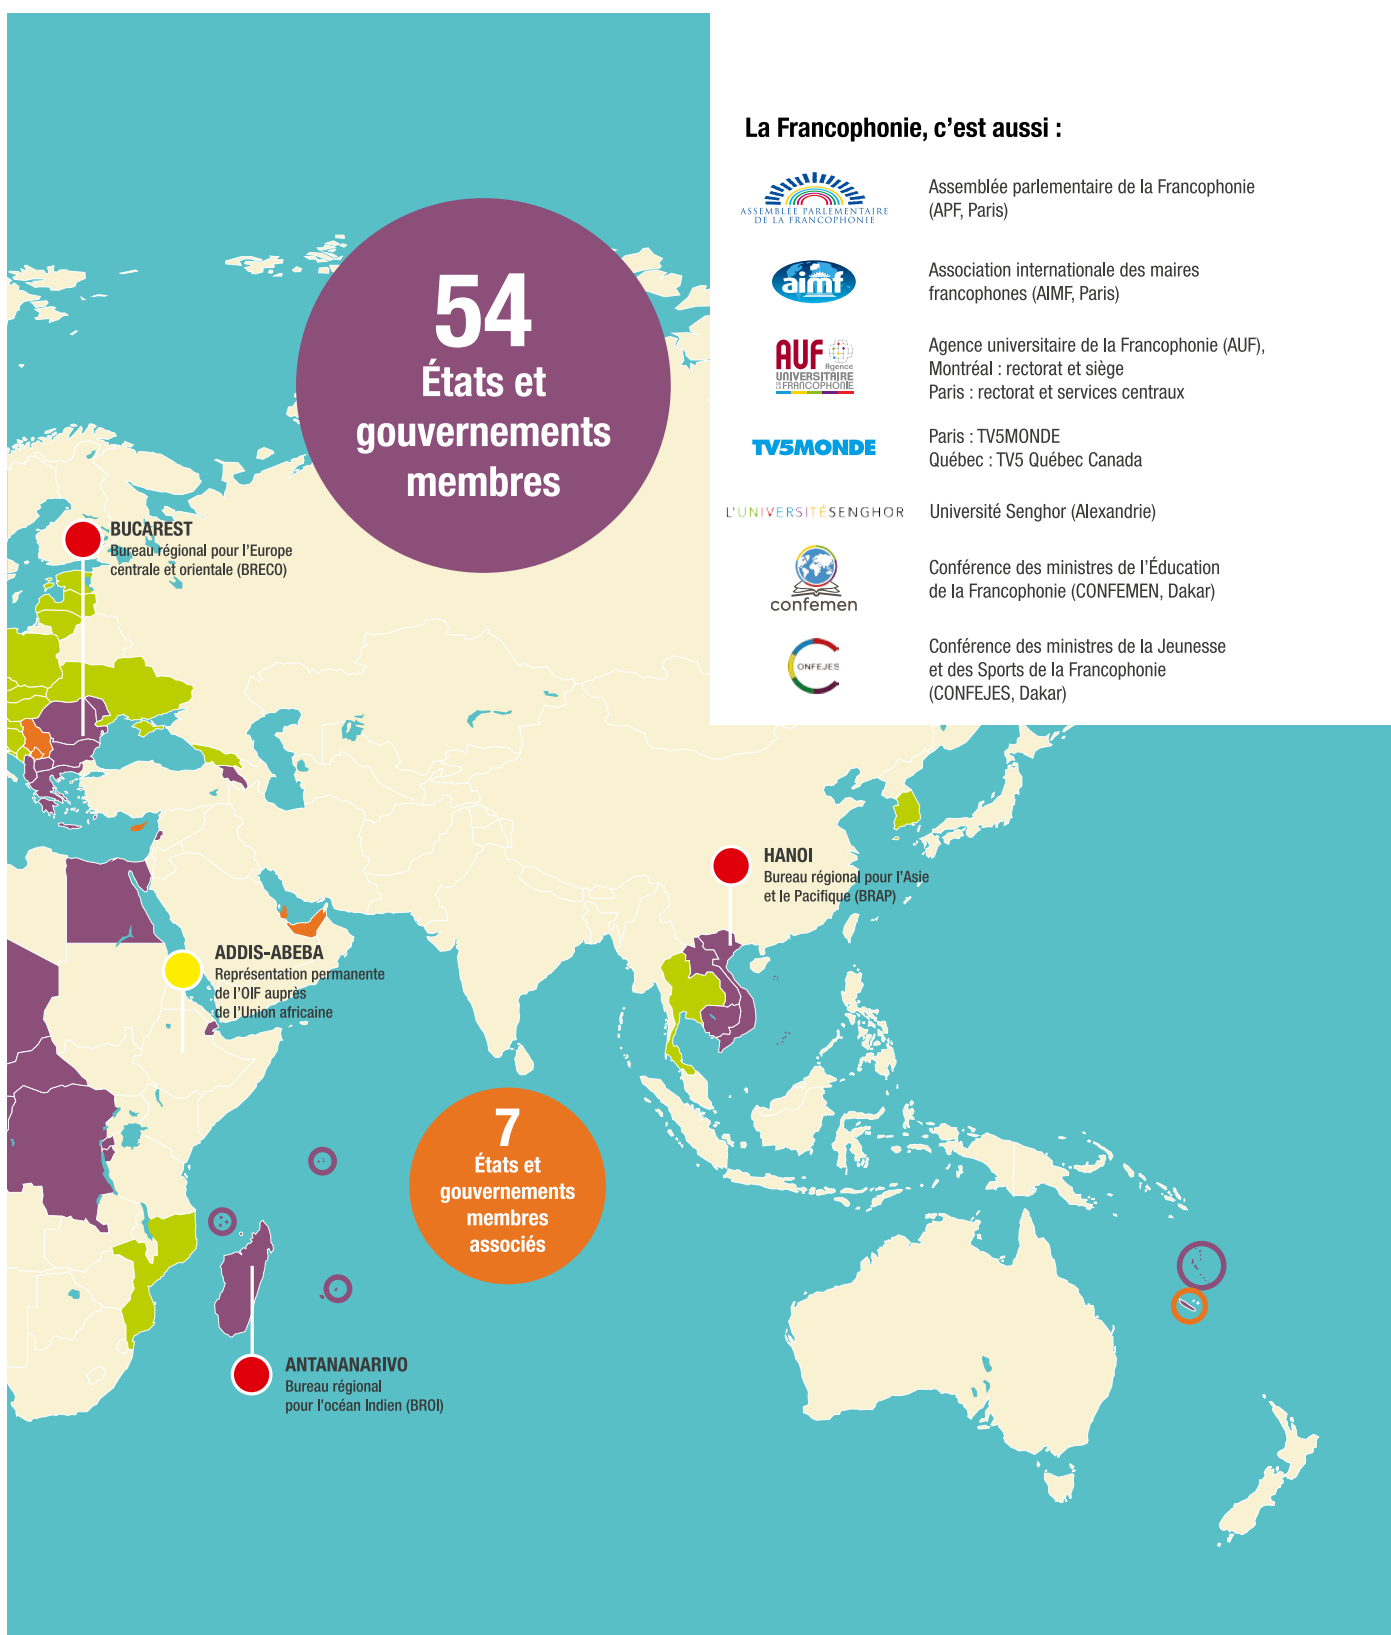 La Francophonie, c’est aussi :
ASSEMBLÉE PARLEMENTAIRE
DE LA FRANCOPHONIE
Assemblée parlementaire de la Francophonie
(APF, Paris)
aimf
Association internationale des maires
francophones (AIMF, Paris)
AUF
Agence
UNIVERSITAIRE
DE LA FRANCOPHONIE
Agence universitaire de la Francophonie (AUF),
Montréal : rectorat et siège
Paris : rectorat et services centraux
TV5MONDE
Paris : TV5MONDE
Québec : TV5 Québec Canada
L'UNIVERSITÉSENGHOR
Université Senghor (Alexandrie)
confemen
Conférence des ministres de l’Éducation
de la Francophonie (CONFEMEN, Dakar)
CONFEJES
Conférence des ministres de la Jeunesse
et des Sports de la Francophonie
(CONFEJES, Dakar)
54
États et
gouvernements
membres
BUCAREST
Bureau régional pour l’Europe
centrale et orientale (BRECO)
HANOI
Bureau régional pour l’Asie
et le Pacifique (BRAP)
ADDIS-ABEBA
Représentation permanente
de l’OIF auprès
de l’Union africaine
7
États et
gouvernements
membres
associés
ANTANANARIVO
Bureau régional
pour l’océan Indien (BROI)